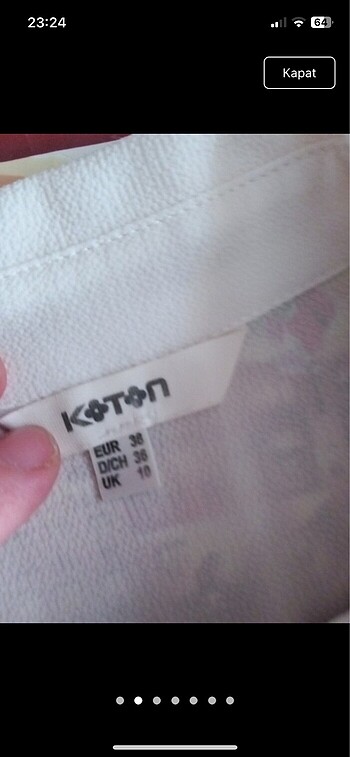 23:24
64
Kapat
KOTON
EUR 38
D/CH 36
UK 10